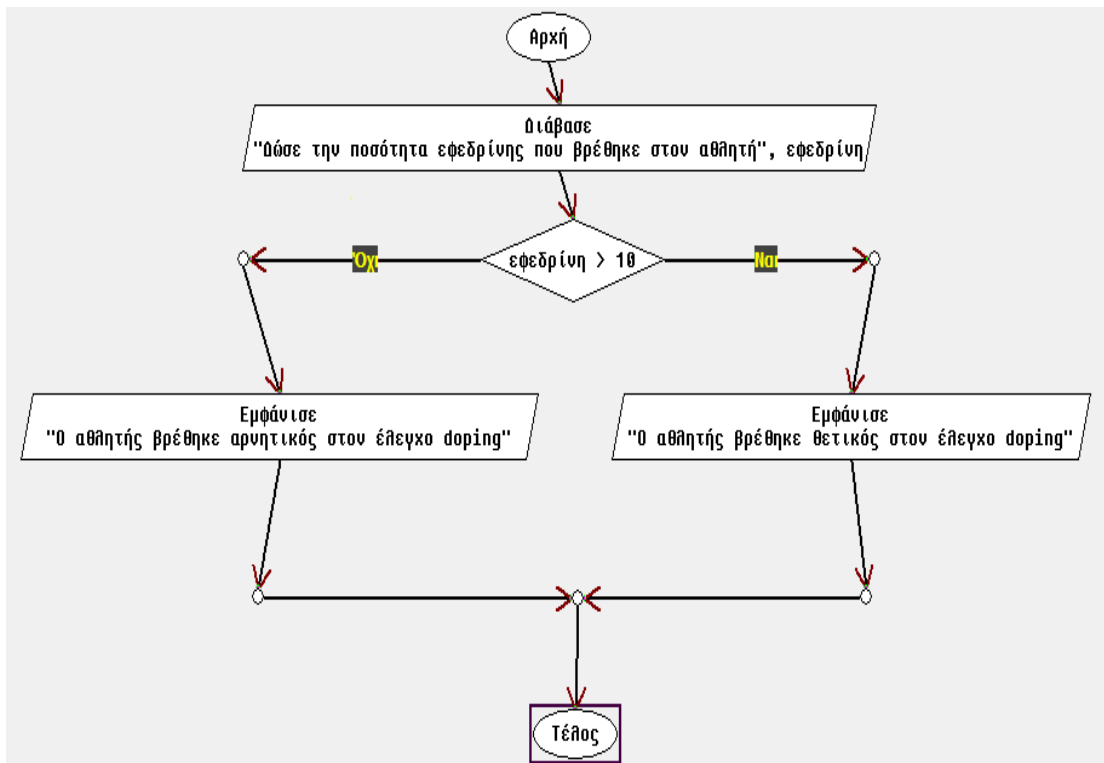 Αρχή
Διάβασε
"Δώσε την ποσότητα εφεδρίνης που βρέθηκε στον αθλητή", εφεδρίνη
εφεδρίνη > 10
Όχι
Ναι
Εμφάνισε
"Ο αθλητής βρέθηκε αρνητικός στον έλεγχο doping"
Εμφάνισε
"Ο αθλητής βρέθηκε θετικός στον έλεγχο doping"
Τέλος